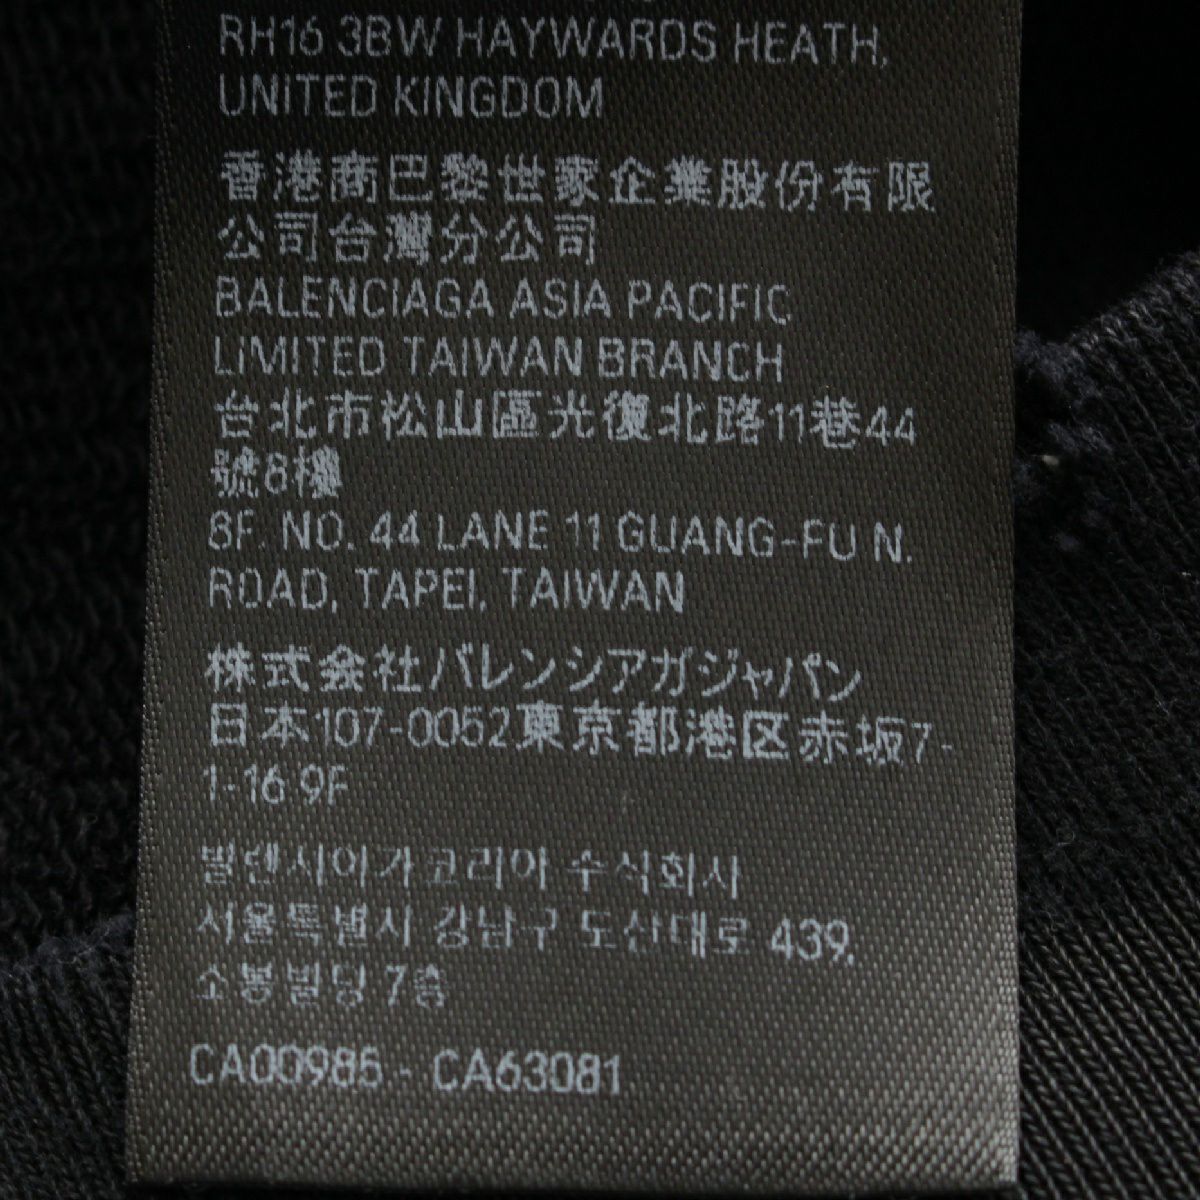 RH16 3BW HAYWARDS HEATH,
UNITED KINGDOM
香港商巴黎世家企業股份有限
公司台灣分公司
BALENCIAGA ASIA PACIFIC
LIMITED TAIWAN BRANCH
台北市松山區光復北路11巷44
號8樓
8F. NO. 44 LANE 11 GUANG-FU N.
ROAD, TAPEI, TAIWAN
株式会社バレンシアガジャパン
日本107-0052東京都港区赤坂7-
1-16 9F
발렌시아가코리아 수식회사
서울특별시 강남구 도산대로 439,
소봉빌딩 7층
CA00985 - CA63081